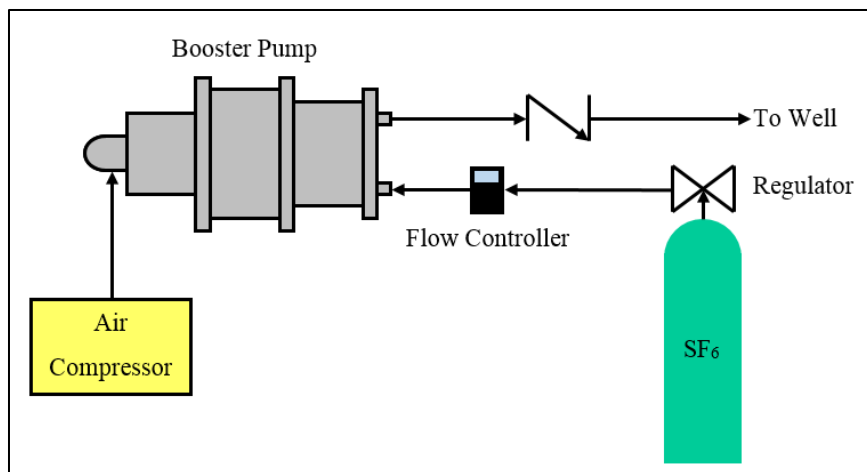 Booster Pump
To Well
Regulator
Flow Controller
Air
Compressor
SF₆